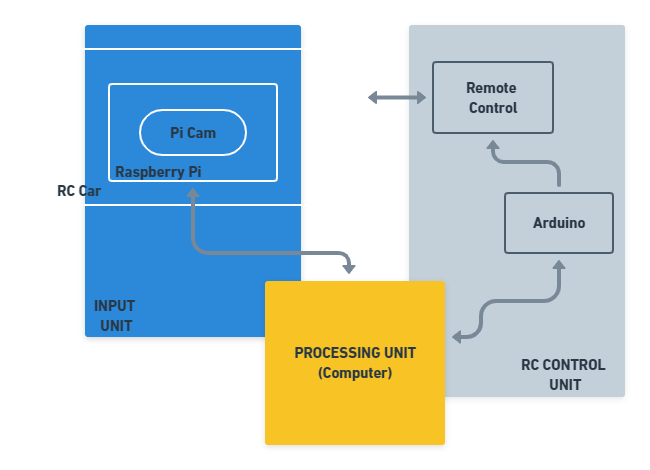 Remote
Control
Pi Cam
Raspberry Pi
RC Car
Arduino
INPUT
UNIT
PROCESSING UNIT
(Computer)
RC CONTROL
UNIT